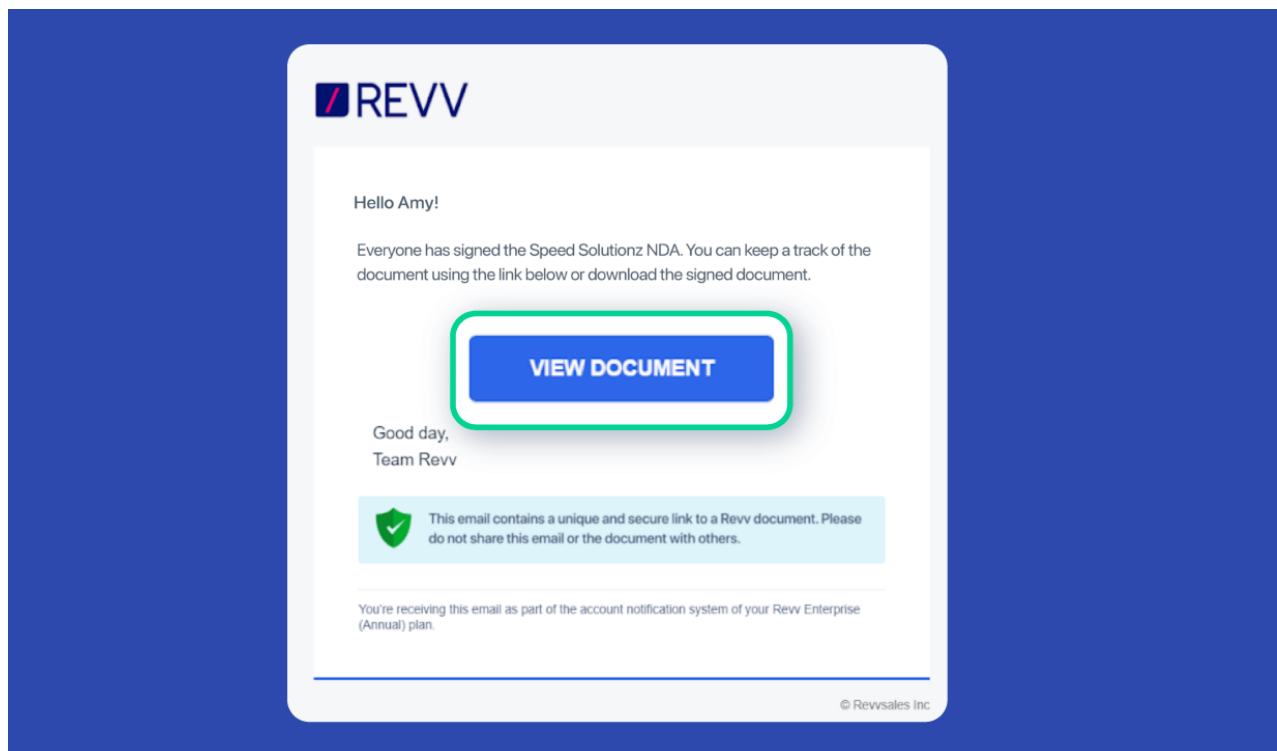 REVV
Hello Amy!
Everyone has signed the Speed Solutionz NDA. You can keep a track of the
document using the link below or download the signed document.
VIEW DOCUMENT
Good day,
Team Revv
This email contains a unique and secure link to a Revv document. Please
do not share this email or the document with others.
You're receiving this email as part of the account notification system of your Revv Enterprise
(Annual) plan.
© Revvsales Inc